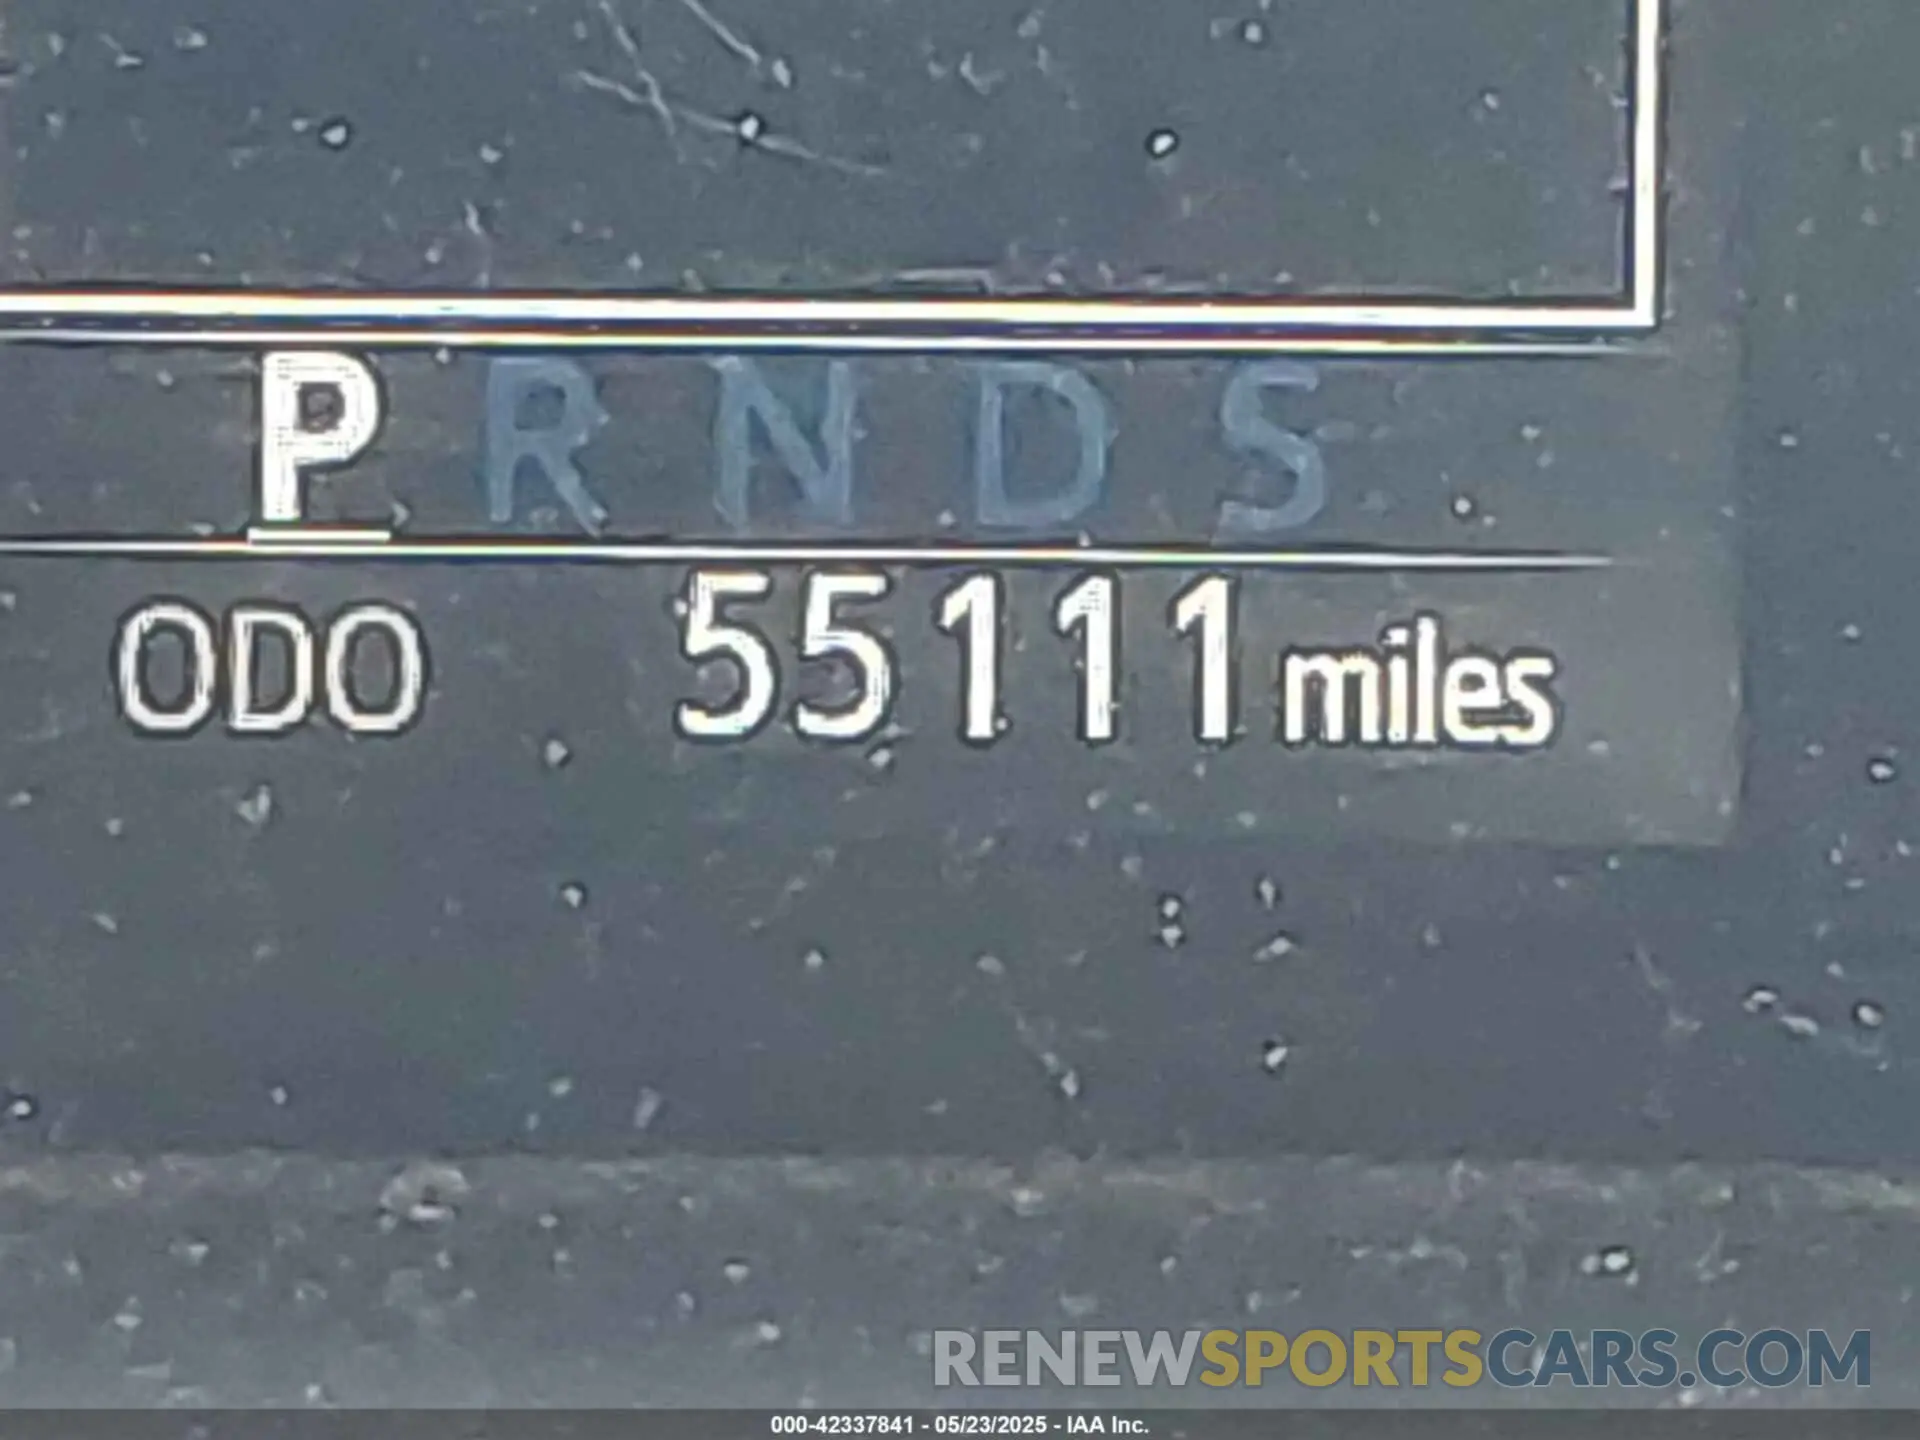 P R N D S
ODO 55111 miles
RENEWSPORTSCARS.COM
000-42337841 - 05/23/2025 - IAA Inc.